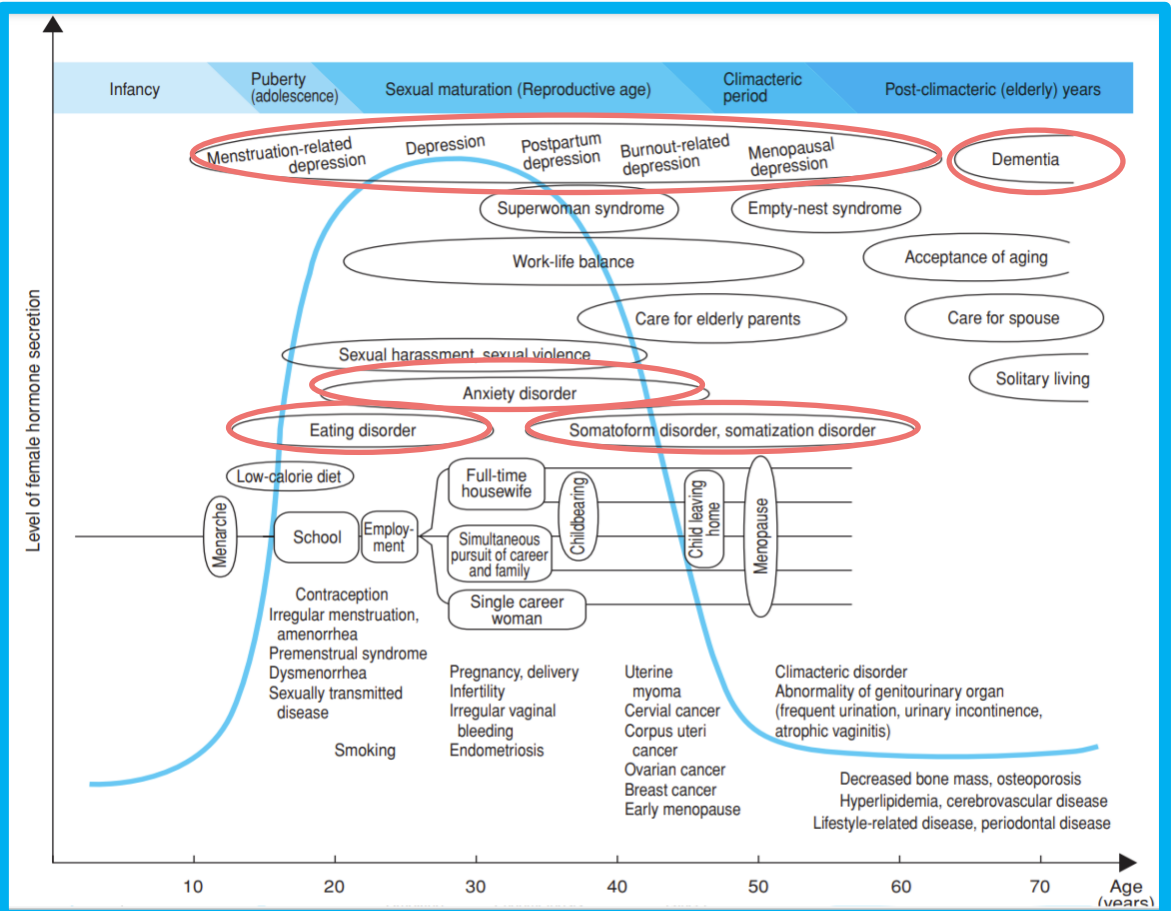 Infancy
Puberty
(adolescence)
Sexual maturation (Reproductive age)
Climacteric
period
Post-climacteric (elderly) years
Menstruation-related
depression
Depression
Postpartum
depression
Burnout-related
depression
Menopausal
depression
Dementia
Superwoman syndrome
Empty-nest syndrome
Work-life balance
Acceptance of aging
Care for elderly parents
Care for spouse
Sexual harassment, sexual violence
Solitary living
Anxiety disorder
Eating disorder
Somatoform disorder, somatization disorder
Low-calorie diet
Menarche
School
Employ-
ment
Full-time
housewife
Simultaneous
pursuit of career
and family
Single career
woman
Childbearing
Child leaving
home
Menopause
Contraception
Irregular menstruation,
amenorrhea
Premenstrual syndrome
Dysmenorrhea
Sexually transmitted
disease
Smoking
Pregnancy, delivery
Infertility
Irregular vaginal
bleeding
Endometriosis
Uterine
myoma
Cervial cancer
Corpus uteri
cancer
Ovarian cancer
Breast cancer
Early menopause
Climacteric disorder
Abnormality of genitourinary organ
(frequent urination, urinary incontinence,
atrophic vaginitis)
Decreased bone mass, osteoporosis
Hyperlipidemia, cerebrovascular disease
Lifestyle-related disease, periodontal disease
Level of female hormone secretion
10 20 30 40 50 60 70 Age
(years)